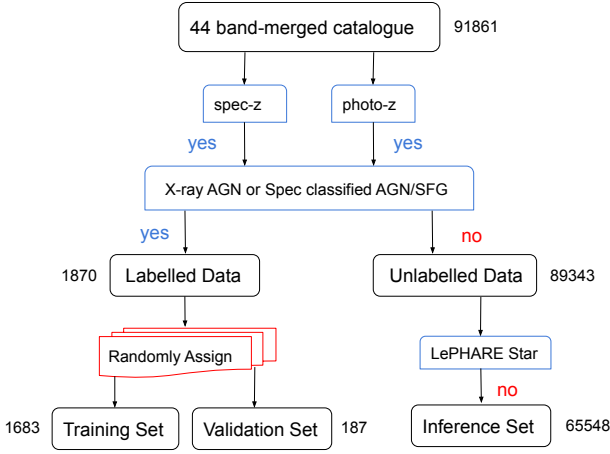 44 band-merged catalogue 91861
spec-z photo-z
yes yes
X-ray AGN or Spec classified AGN/SFG
yes no
1870 Labelled Data Unlabelled Data 89343
Randomly Assign LePHARE Star
no
1683 Training Set Validation Set 187 Inference Set 65548